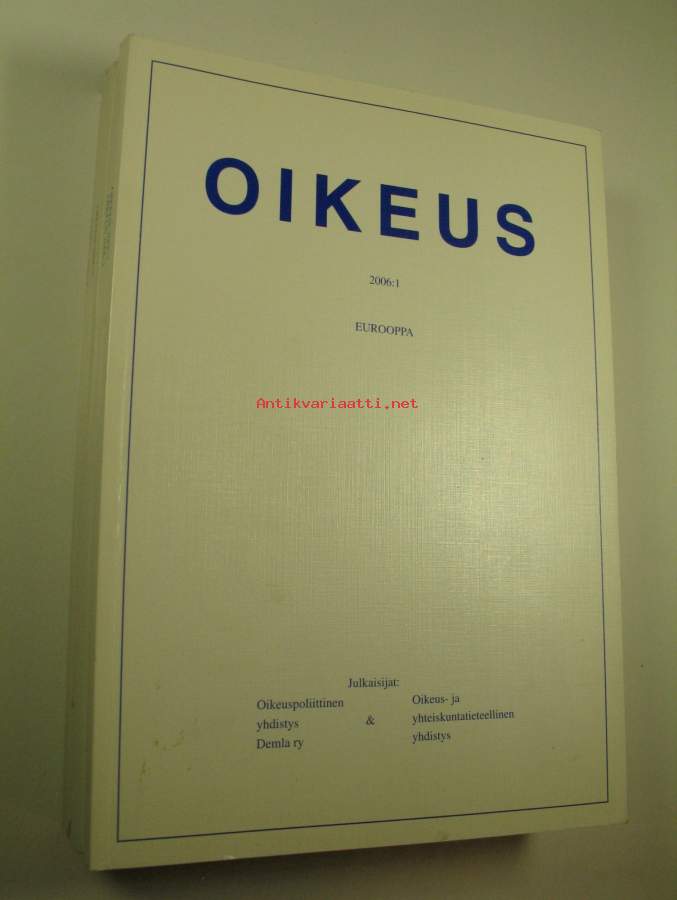 OIKEUS
2006:1
EUROOPPA
Antikvariaatti.net
Julkaisijat:
Oikeuspoliittinen
yhdistys
Demla ry
&
Oikeus- ja
yhteiskuntatieteellinen
yhdistys